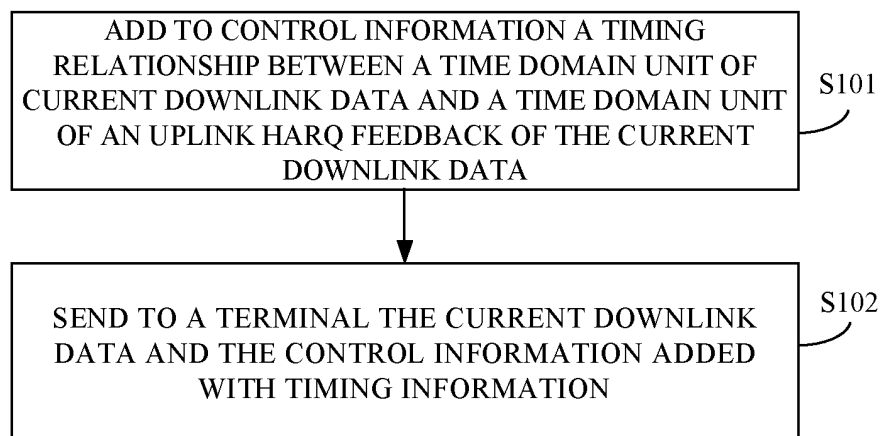 ADD TO CONTROL INFORMATION A TIMING
RELATIONSHIP BETWEEN A TIME DOMAIN UNIT OF
CURRENT DOWNLINK DATA AND A TIME DOMAIN UNIT
OF AN UPLINK HARQ FEEDBACK OF THE CURRENT
DOWNLINK DATA
S101
SEND TO A TERMINAL THE CURRENT DOWNLINK
DATA AND THE CONTROL INFORMATION ADDED
WITH TIMING INFORMATION
S102